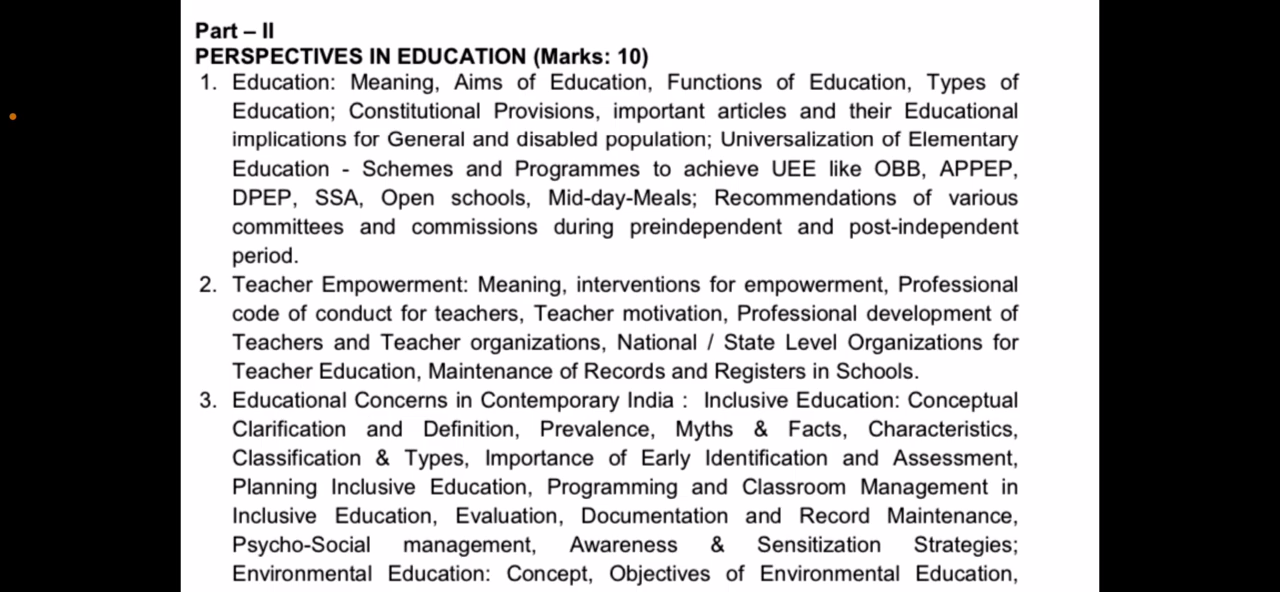 Part – II
PERSPECTIVES IN EDUCATION (Marks: 10)
1. Education: Meaning, Aims of Education, Functions of Education, Types of
Education; Constitutional Provisions, important articles and their Educational
implications for General and disabled population; Universalization of Elementary
Education - Schemes and Programmes to achieve UEE like OBB, APPEP,
DPEP, SSA, Open schools, Mid-day-Meals; Recommendations of various
committees and commissions during preindependent and post-independent
period.
2. Teacher Empowerment: Meaning, interventions for empowerment, Professional
code of conduct for teachers, Teacher motivation, Professional development of
Teachers and Teacher organizations, National / State Level Organizations for
Teacher Education, Maintenance of Records and Registers in Schools.
3. Educational Concerns in Contemporary India : Inclusive Education: Conceptual
Clarification and Definition, Prevalence, Myths & Facts, Characteristics,
Classification & Types, Importance of Early Identification and Assessment,
Planning Inclusive Education, Programming and Classroom Management in
Inclusive Education, Evaluation, Documentation and Record Maintenance,
Psycho-Social management, Awareness & Sensitization Strategies;
Environmental Education: Concept, Objectives of Environmental Education,